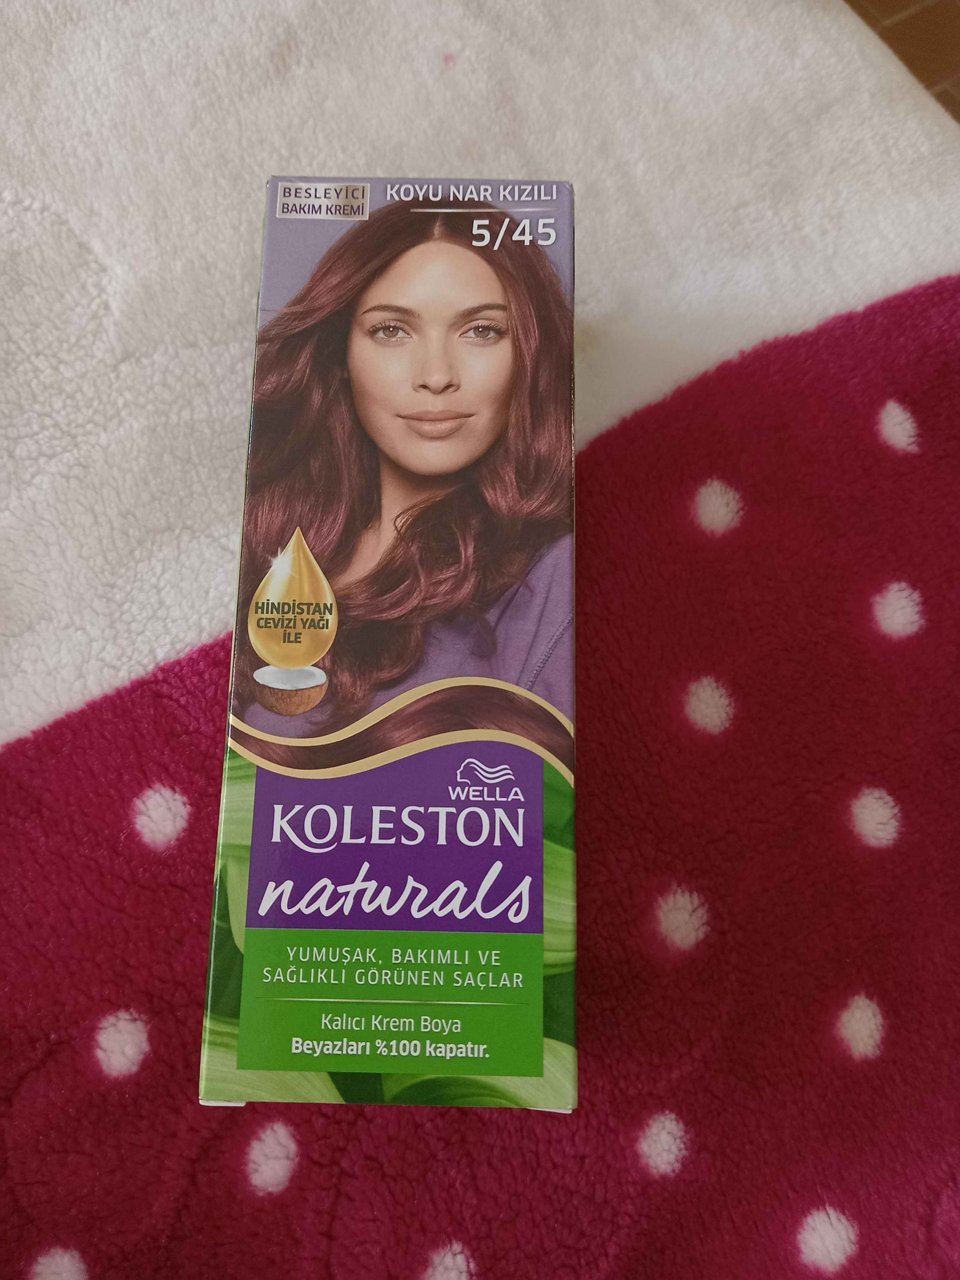 BESLEYİCİ
BAKIM KREMİ
KOYU NAR KIZILI
5/45
HİNDİSTAN
CEVİZİ YAĞI
İLE
WELLA
KOLESTON
naturals
YUMUŞAK, BAKIMLI VE
SAĞLIKLI GÖRÜNEN SAÇLAR
Kalıcı Krem Boya
Beyazları %100 kapatır.